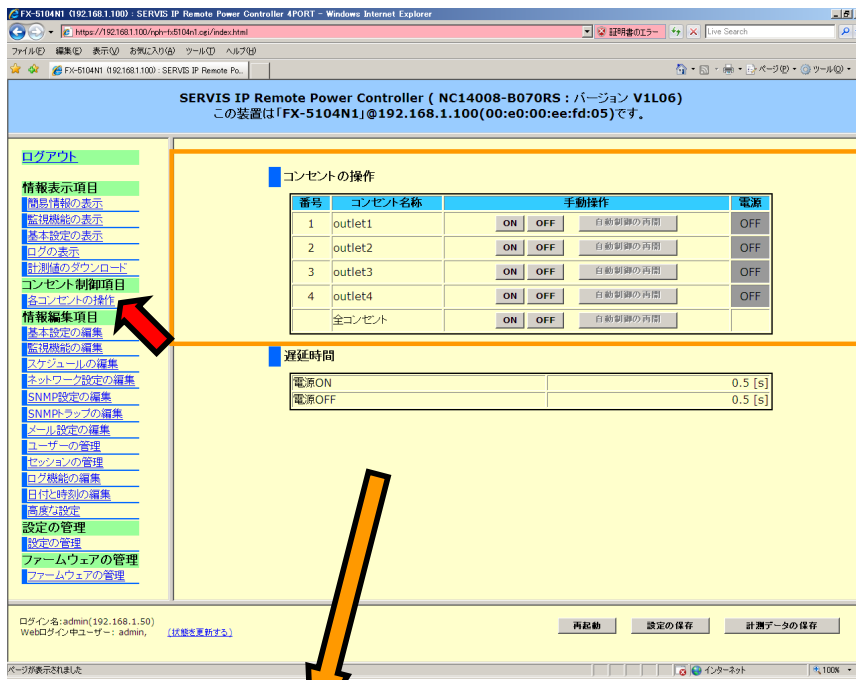 FX-5104N1 (192.168.1.100) : SERVIS IP Remote Power Controller 4PORT - Windows Internet Explorer
https://192.168.1.100/nph-fx5104n1.cgi/index.html
証明書のエラー
Live Search
ファイル(F) 編集(E) 表示(V) お気に入り(A) ツール(T) ヘルプ(H)
FX-5104N1 (192.168.1.100) : SERVIS IP Remote Po...
ページ(P) ツール(O)
SERVIS IP Remote Power Controller ( NC14008-B070RS : バージョン V1L06)
この装置は「FX-5104N1」@192.168.1.100(00:e0:00:ee:fd:05)です。
ログアウト
情報表示項目
簡易情報の表示
監視機能の表示
基本設定の表示
ログの表示
計測値のダウンロード
コンセント制御項目
各コンセントの操作
情報編集項目
基本設定の編集
監視機能の編集
スケジュールの編集
ネットワーク設定の編集
SNMP設定の編集
SNMPトラップの編集
メール設定の編集
ユーザーの管理
セッションの管理
ログ機能の編集
日付と時刻の編集
高度な設定
設定の管理
設定の管理
ファームウェアの管理
ファームウェアの管理
コンセントの操作
番号 コンセント名称 手動操作 電源
1 outlet1 ON OFF 自動制御の再開 OFF
2 outlet2 ON OFF 自動制御の再開 OFF
3 outlet3 ON OFF 自動制御の再開 OFF
4 outlet4 ON OFF 自動制御の再開 OFF
全コンセント ON OFF 自動制御の再開
遅延時間
電源ON 0.5 [s]
電源OFF 0.5 [s]
ログイン名:admin(192.168.1.50)
Webログイン中ユーザー: admin, (状態を更新する)
再起動 設定の保存 計測データの保存
ページが表示されました
インターネット 100%